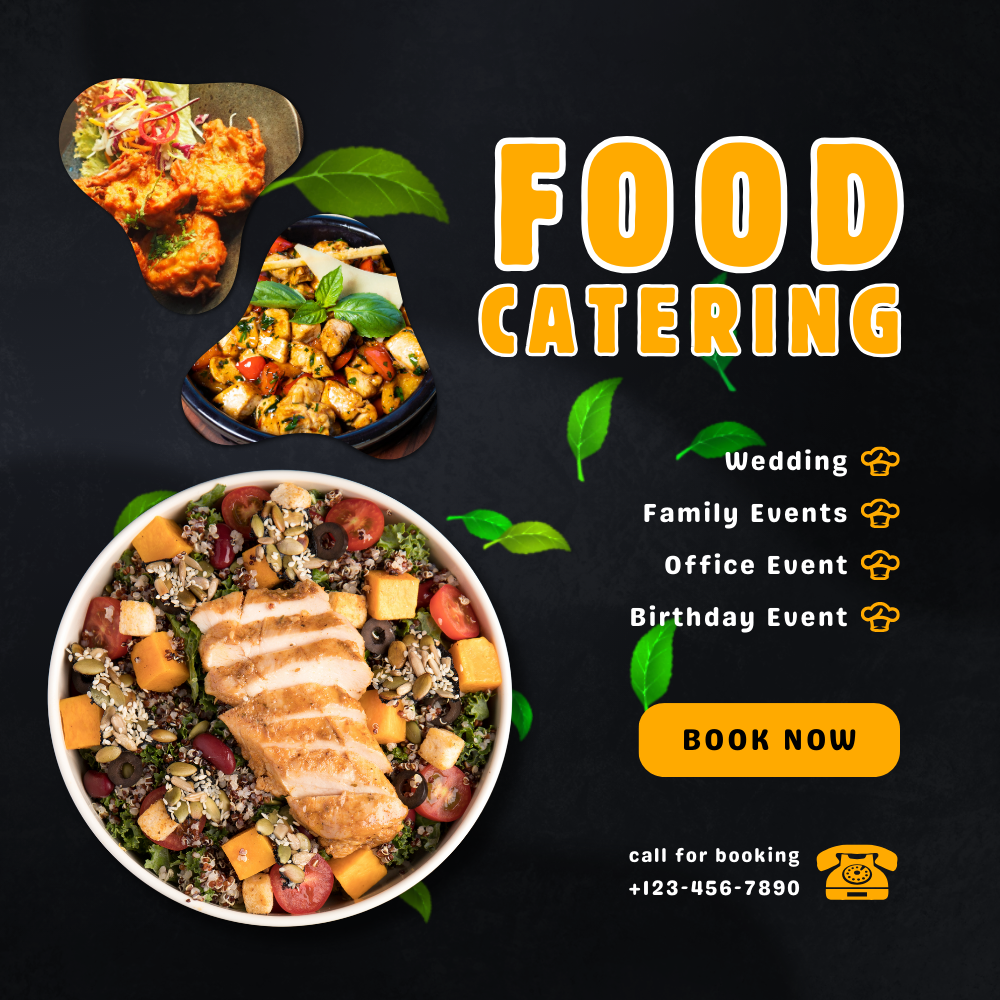 FOOD
CATERING
Wedding
Family Events
Office Event
Birthday Event
BOOK NOW
call for booking
+123-456-7890